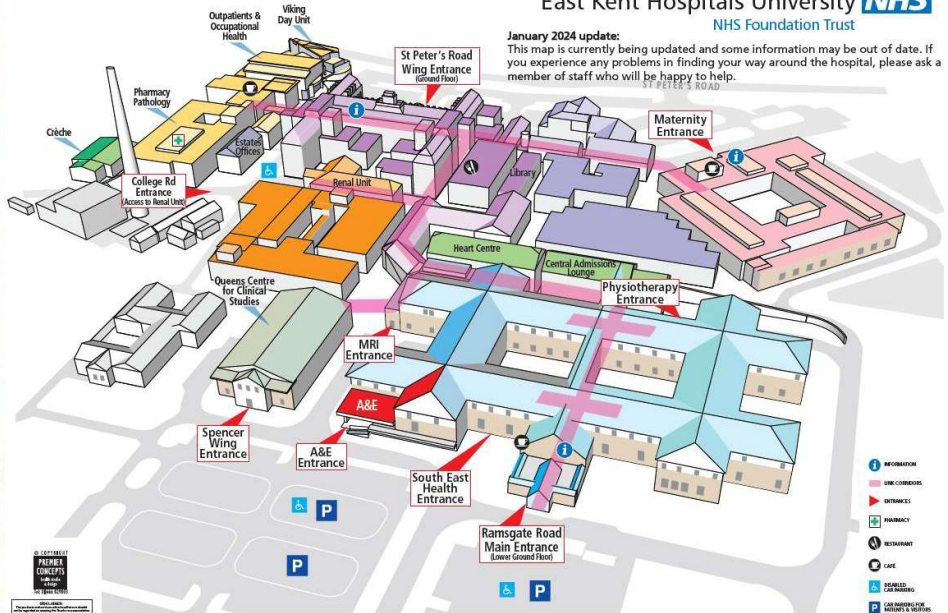 East Kent Hospitals University NHS
NHS Foundation Trust
January 2024 update:
This map is currently being updated and some information may be out of date. If
you experience any problems in finding your way around the hospital, please ask a
member of staff who will be happy to help.
ST PETER'S ROAD
Viking
Day Unit
Outpatients &
Occupational
Health
St Peter's Road
Wing Entrance
(Ground Floor)
Pharmacy
Pathology
Maternity
Entrance
Crèche
Estates
Offices
College Rd
Entrance
(Access to Renal Unit)
Renal Unit
Library
Heart Centre
Central Admissions
Lounge
Queens Centre
for Clinical
Studies
Physiotherapy
Entrance
MRI
Entrance
A&E
Spencer
Wing
Entrance
A&E
Entrance
South East
Health
Entrance
Ramsgate Road
Main Entrance
(Lower Ground Floor)
P
P
P
INFORMATION
LINK CORRIDORS
ENTRANCES
PHARMACY
RESTAURANT
CAFÉ
DISABLED
CAR PARKING
P
CAR PARKING FOR
PATIENTS & VISITORS
© COPYRIGHT
PREMIER
CONCEPTS